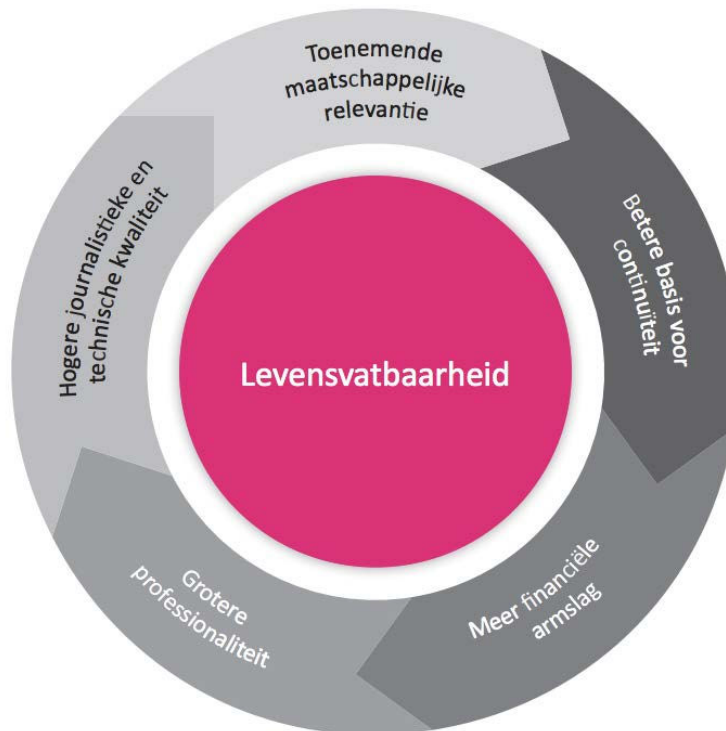 Toenemende
maatschappelijke
relevantie
Betere basis voor
continuïteit
Meer financiële
armslag
Grotere
professionaliteit
Hogere journalistieke en
technische kwaliteit
Levensvatbaarheid